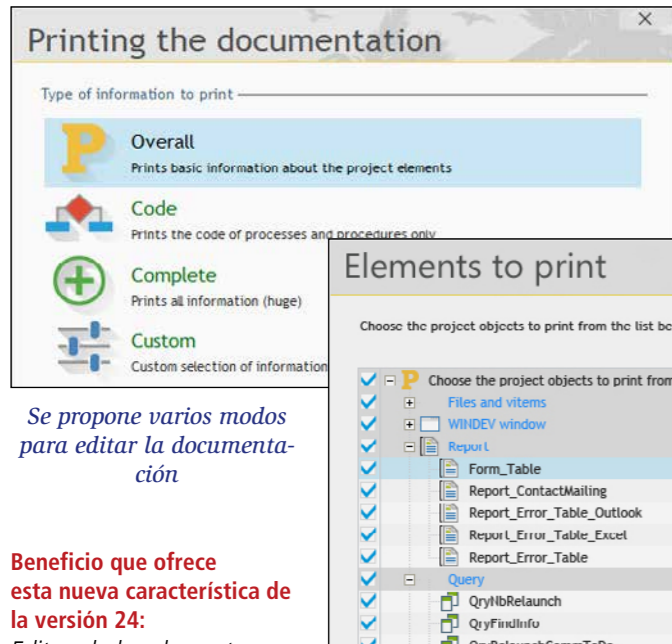 Printing the documentation
Type of information to print
Overall
Prints basic information about the project elements
Code
Prints the code of processes and procedures only
Complete
Prints all information (huge)
Custom
Custom selection of information
Elements to print
Choose the project objects to print from the list be
Choose the project objects to print from
Files and vitems
WINDEV window
Report
Form_Table
Report_ContactMailing
Report_Error_Table_Outlook
Report_Error_Table_Excel
Report_Error_Table
Query
QryNbRelaunch
QryFindInfo
Se propone varios modos
para editar la documenta-
ción
Beneficio que ofrece
esta nueva característica de
la versión 24: